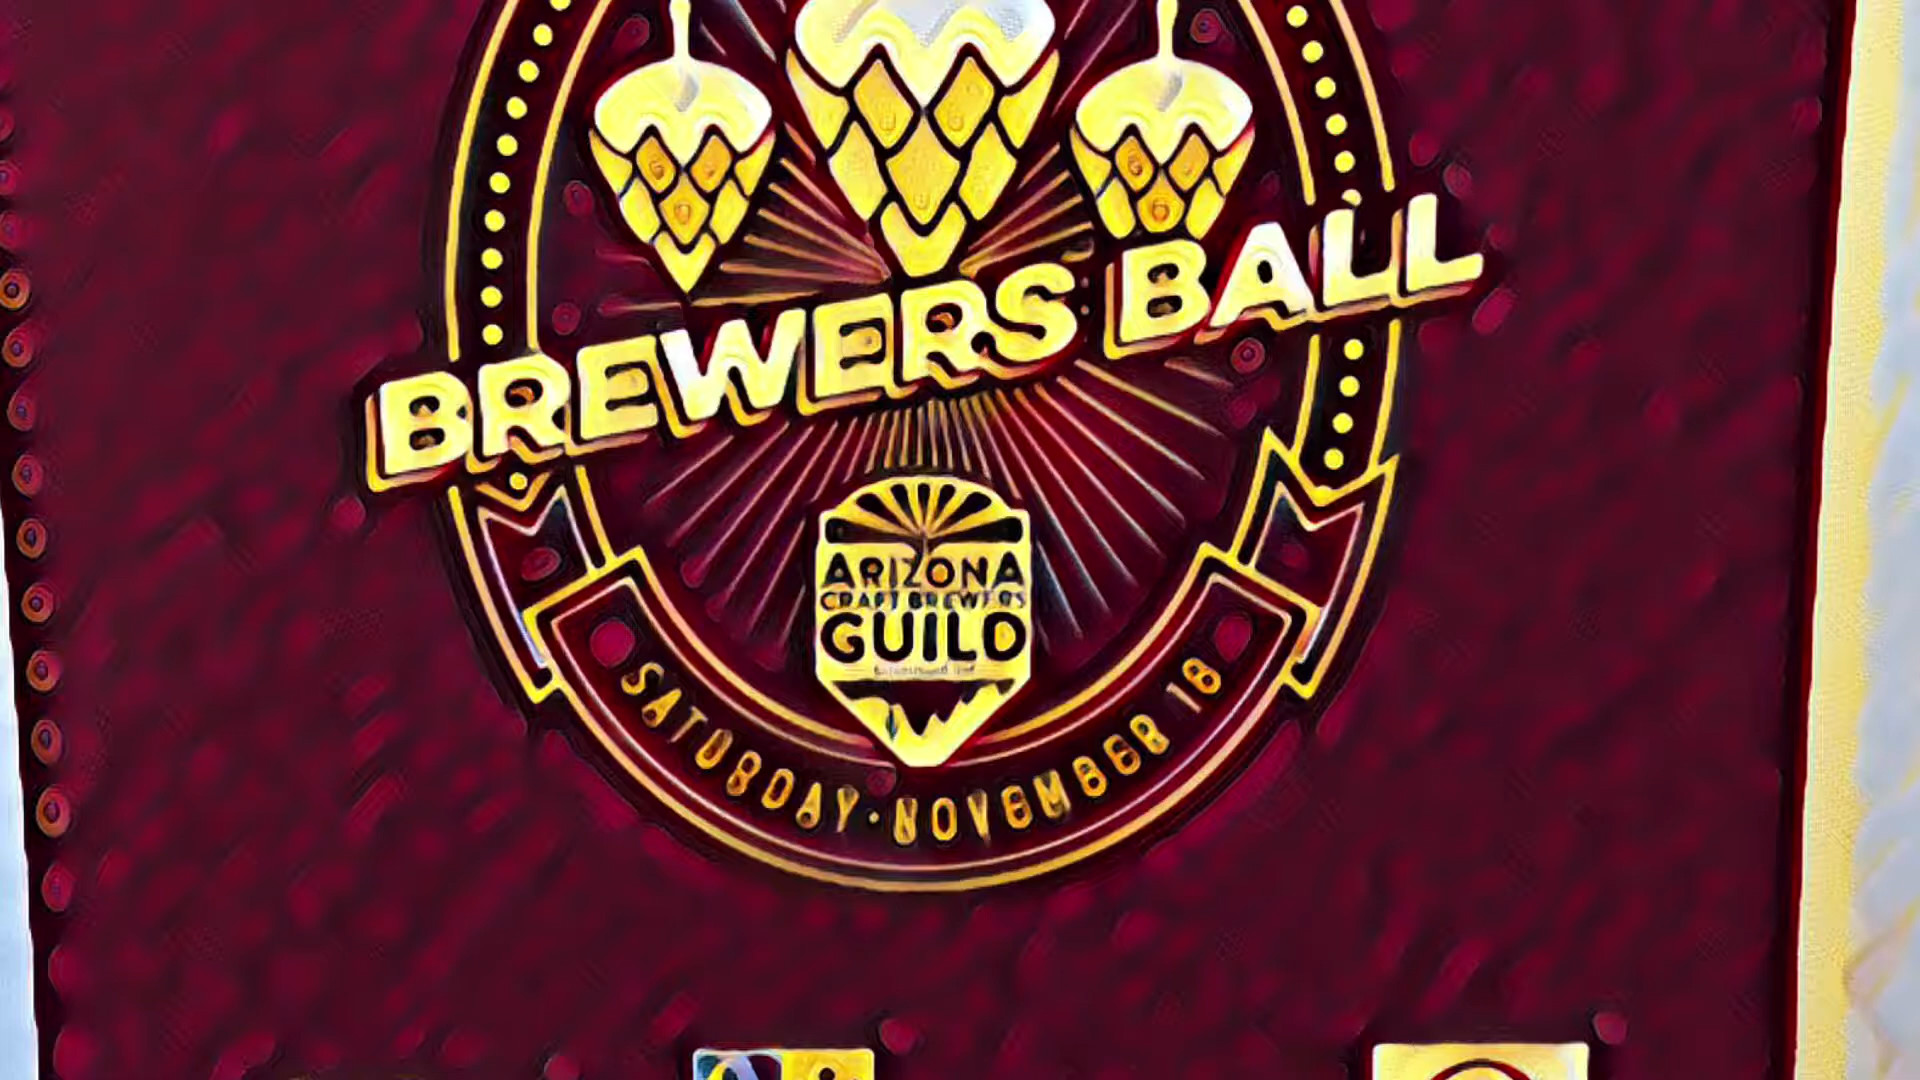 BREWERS BALL
ARIZONA
CRAFT BREWERS
GUILD
SATURDAY · NOVEMBER 18